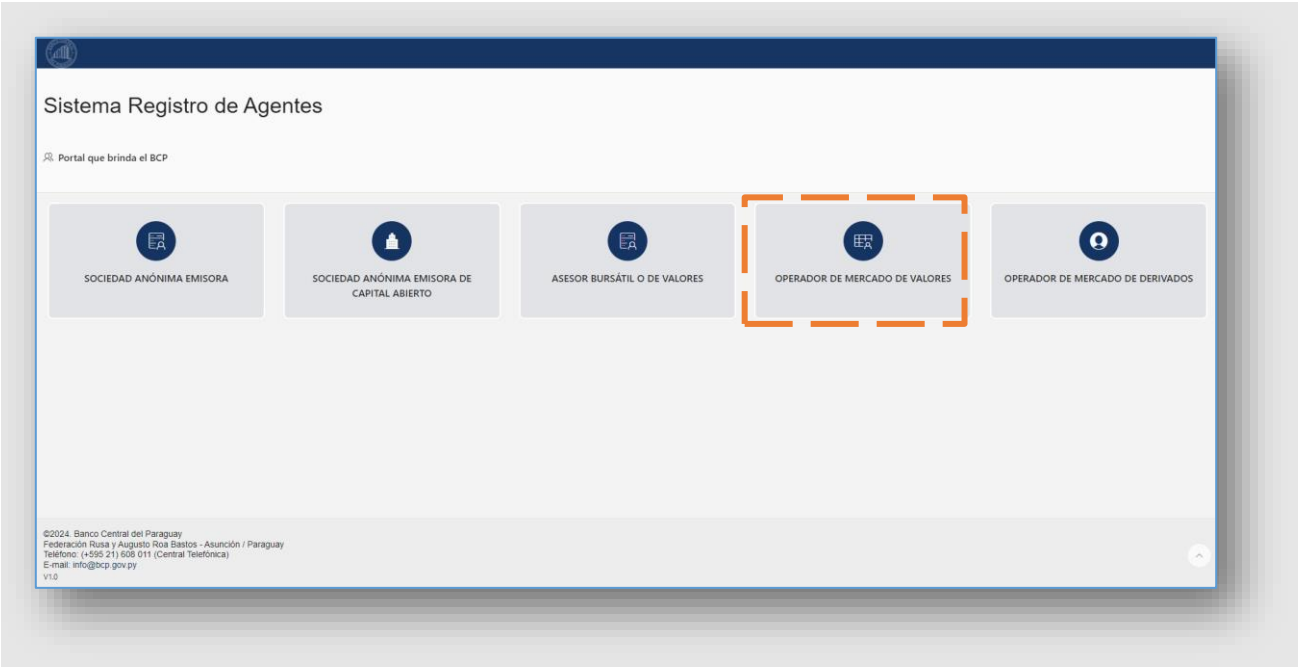 Sistema Registro de Agentes
Portal que brinda el BCP
SOCIEDAD ANÓNIMA EMISORA
SOCIEDAD ANÓNIMA EMISORA DE
CAPITAL ABIERTO
ASESOR BURSÁTIL O DE VALORES
OPERADOR DE MERCADO DE VALORES
OPERADOR DE MERCADO DE DERIVADOS
©2024. Banco Central del Paraguay
Federación Rusa y Augusto Roa Bastos - Asunción / Paraguay
Teléfono: (+595 21) 608 011 (Central Telefónica)
E-mail: info@bcp.gov.py
V1.0